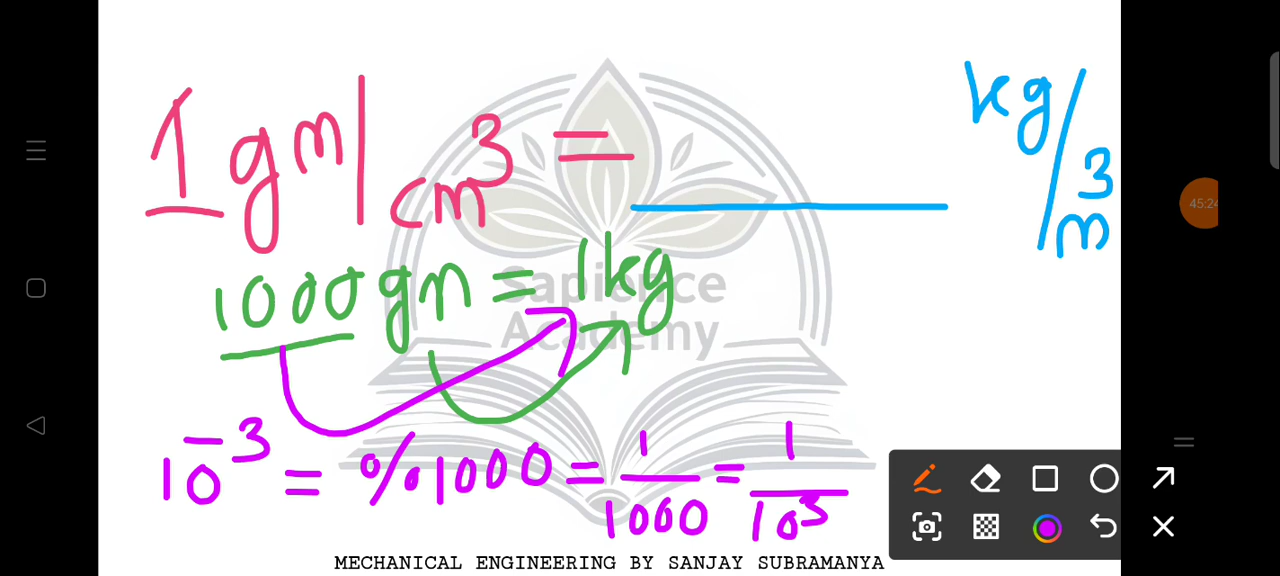 1 gm/cm³ = ________ kg/m³
1000 gm = 1 kg
Sapience
Academy
10⁻³ = %1000 = 1/1000 = 1/10³
45:24
MECHANICAL ENGINEERING BY SANJAY SUBRAMANYA